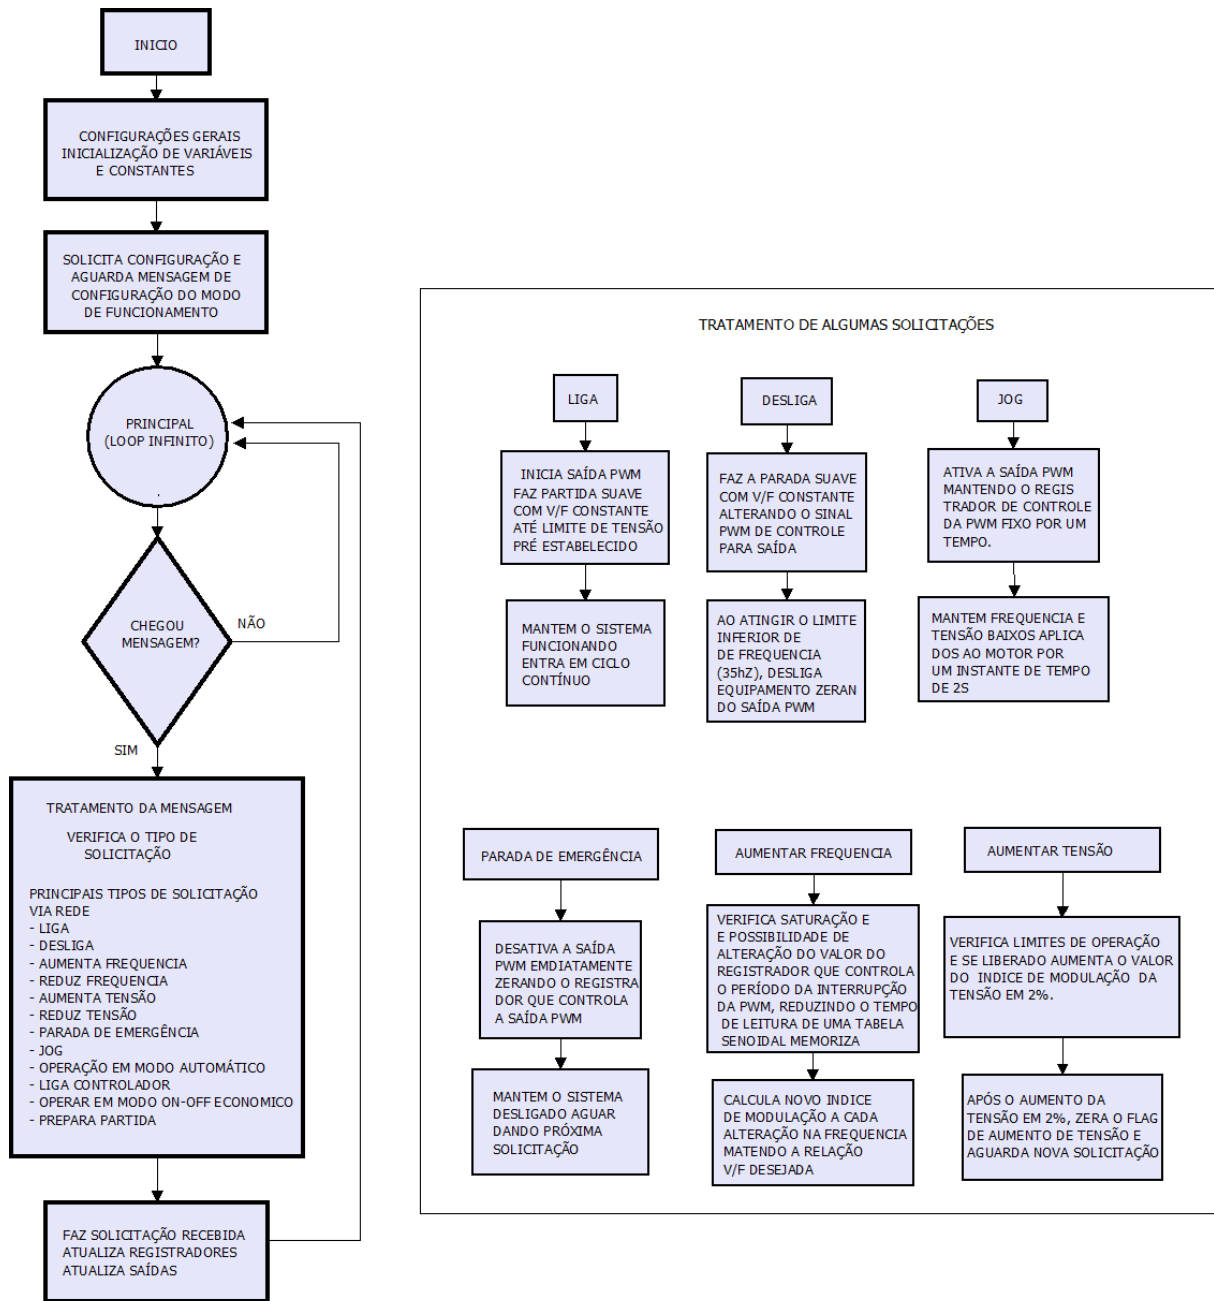 INICIO
CONFIGURAÇÕES GERAIS
INICIALIZAÇÃO DE VARIÁVEIS
E CONSTANTES
SOLICITA CONFIGURAÇÃO E
AGUARDA MENSAGEM DE
CONFIGURAÇÃO DO MODO
DE FUNCIONAMENTO
PRINCIPAL
(LOOP INFINITO)
CHEGOU
MENSAGEM?
NÃO
SIM
TRATAMENTO DA MENSAGEM
VERIFICA O TIPO DE
SOLICITAÇÃO
PRINCIPAIS TIPOS DE SOLICITAÇÃO
VIA REDE
- LIGA
- DESLIGA
- AUMENTA FREQUENCIA
- REDUZ FREQUENCIA
- AUMENTA TENSÃO
- REDUZ TENSÃO
- PARADA DE EMERGÊNCIA
- JOG
- OPERAÇÃO EM MODO AUTOMÁTICO
- LIGA CONTROLADOR
- OPERAR EM MODO ON-OFF ECONOMICO
- PREPARA PARTIDA
FAZ SOLICITAÇÃO RECEBIDA
ATUALIZA REGISTRADORES
ATUALIZA SAÍDAS
TRATAMENTO DE ALGUMAS SOLICITAÇÕES
LIGA
INICIA SAÍDA PWM
FAZ PARTIDA SUAVE
COM V/F CONSTANTE
ATÉ LIMITE DE TENSÃO
PRÉ ESTABELECIDO
MANTEM O SISTEMA
FUNCIONANDO
ENTRA EM CICLO
CONTÍNUO
DESLIGA
FAZ A PARADA SUAVE
COM V/F CONSTANTE
ALTERANDO O SINAL
PWM DE CONTROLE
PARA SAÍDA
AO ATINGIR O LIMITE
INFERIOR DE
DE FREQUENCIA
(35hZ), DESLIGA
EQUIPAMENTO ZERAN
DO SAÍDA PWM
JOG
ATIVA A SAÍDA PWM
MANTENDO O REGIS
TRADOR DE CONTROLE
DA PWM FIXO POR UM
TEMPO.
MANTEM FREQUENCIA E
TENSÃO BAIXOS APLICA
DOS AO MOTOR POR
UM INSTANTE DE TEMPO
DE 2S
PARADA DE EMERGÊNCIA
DESATIVA A SAÍDA
PWM EMDIATAMENTE
ZERANDO O REGISTRA
DOR QUE CONTROLA
A SAÍDA PWM
MANTEM O SISTEMA
DESLIGADO AGUAR
DANDO PRÓXIMA
SOLICITAÇÃO
AUMENTAR FREQUENCIA
VERIFICA SATURAÇÃO E
E POSSIBILIDADE DE
ALTERAÇÃO DO VALOR DO
REGISTRADOR QUE CONTROLA
O PERÍODO DA INTERRUPÇÃO
DA PWM, REDUZINDO O TEMPO
DE LEITURA DE UMA TABELA
SENOIDAL MEMORIZA
CALCULA NOVO INDICE
DE MODULAÇÃO A CADA
ALTERAÇÃO NA FREQUENCIA
MATENDO A RELAÇÃO
V/F DESEJADA
AUMENTAR TENSÃO
VERIFICA LIMITES DE OPERAÇÃO
E SE LIBERADO AUMENTA O VALOR
DO INDICE DE MODULAÇÃO DA
TENSÃO EM 2%.
APÓS O AUMENTO DA
TENSÃO EM 2%, ZERA O FLAG
DE AUMENTO DE TENSÃO E
AGUARDA NOVA SOLICITAÇÃO